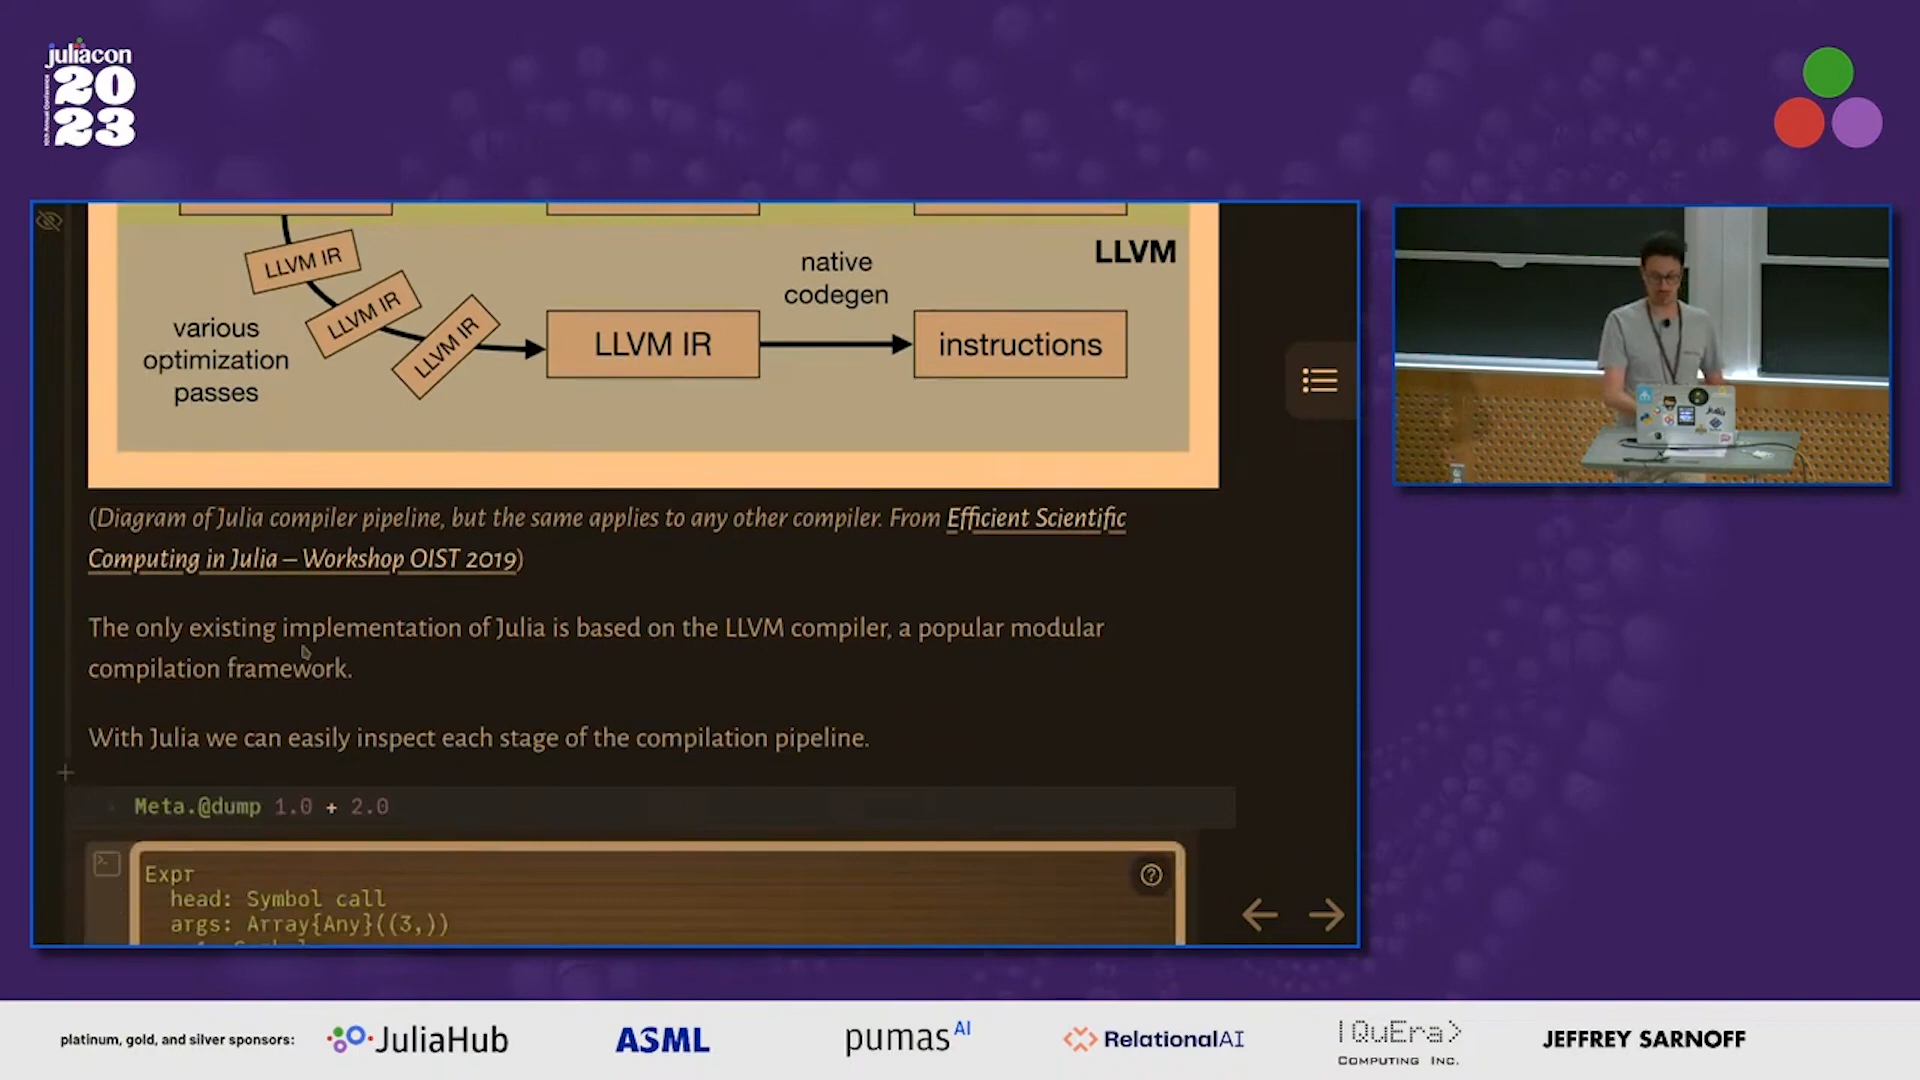 juliacon
20
23
LLVM
LLVM IR
LLVM IR
LLVM IR
various
optimization
passes
LLVM IR
native
codegen
instructions
(Diagram of Julia compiler pipeline, but the same applies to any other compiler. From Efficient Scientific
Computing in Julia – Workshop OIST 2019)
The only existing implementation of Julia is based on the LLVM compiler, a popular modular
compilation framework.
With Julia we can easily inspect each stage of the compilation pipeline.
Meta.@dump 1.0 + 2.0
Expr
head: Symbol call
args: Array{Any}((3,))
platinum, gold, and silver sponsors:
JuliaHub
ASML
pumasAI
RelationalAI
|QuEra>
COMPUTING INC.
JEFFREY SARNOFF